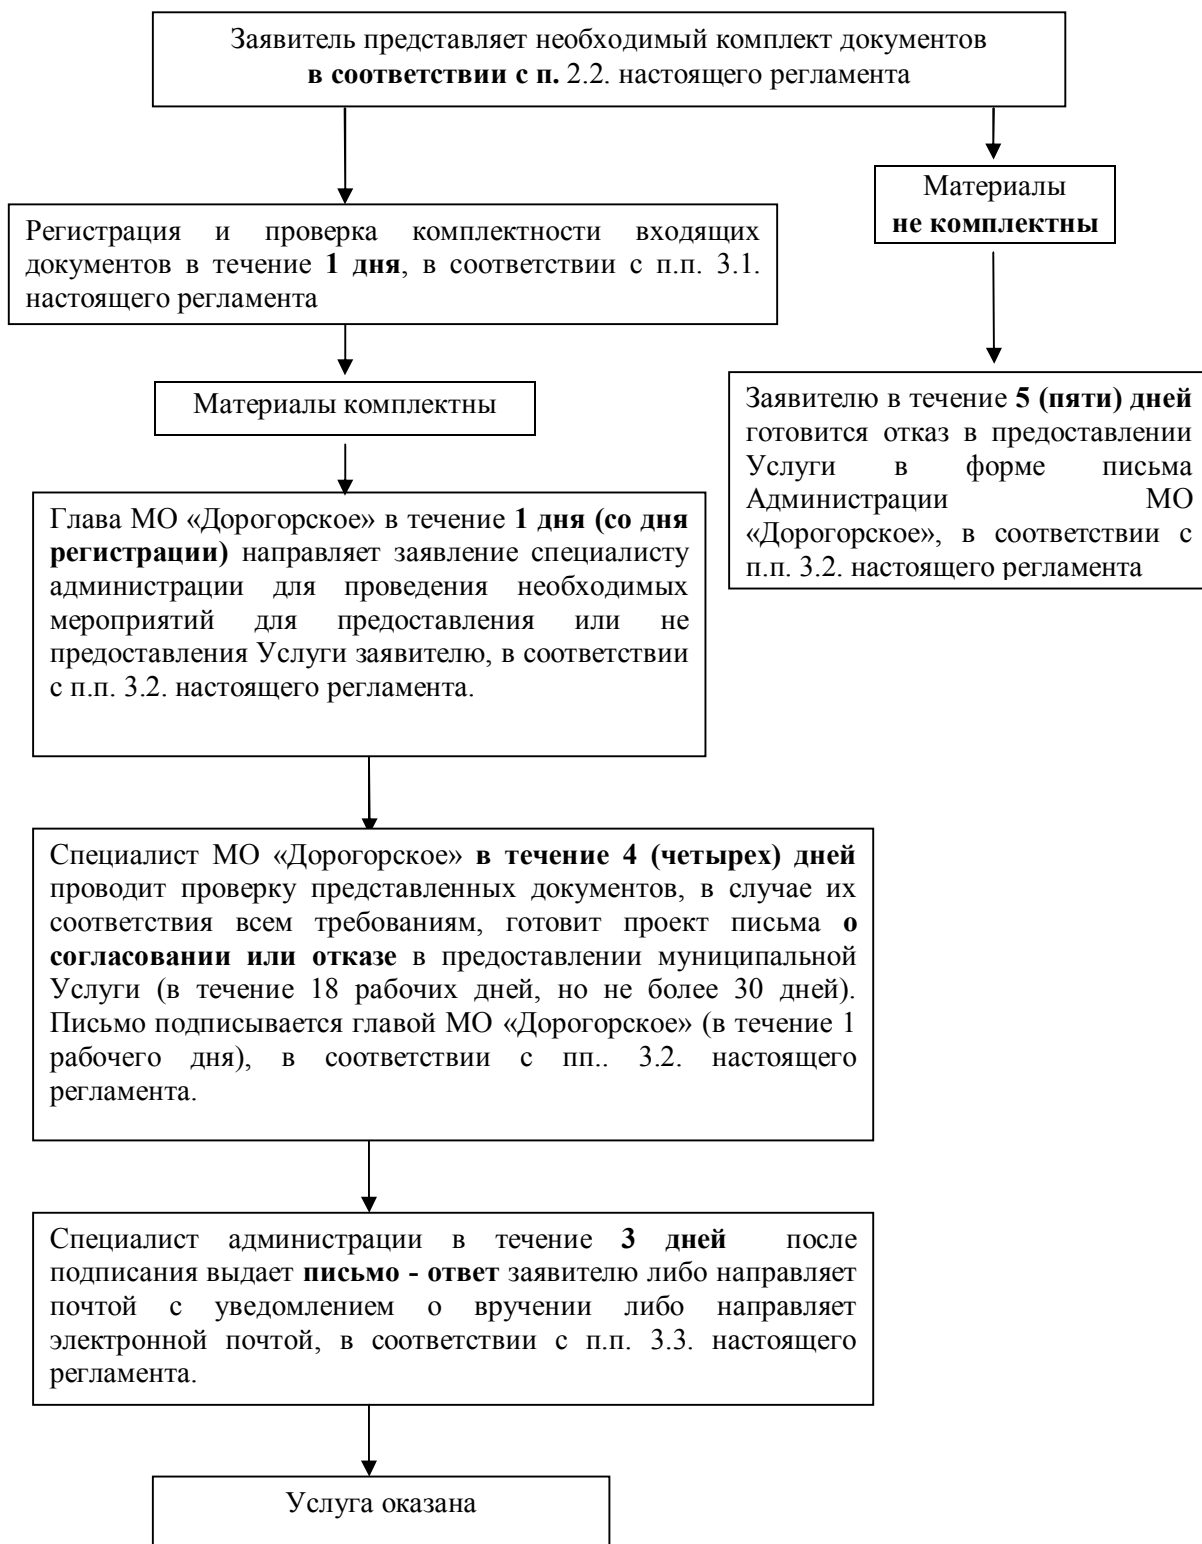 Заявитель представляет необходимый комплект документов
в соответствии с п. 2.2. настоящего регламента
Материалы
не комплектны
Регистрация и проверка комплектности входящих
документов в течение 1 дня, в соответствии с п.п. 3.1.
настоящего регламента
Материалы комплектны
Заявителю в течение 5 (пяти) дней
готовится отказ в предоставлении
Услуги в форме письма
Администрации МО
«Дорогорское», в соответствии с
п.п. 3.2. настоящего регламента
Глава МО «Дорогорское» в течение 1 дня (со дня
регистрации) направляет заявление специалисту
администрации для проведения необходимых
мероприятий для предоставления или не
предоставления Услуги заявителю, в соответствии
с п.п. 3.2. настоящего регламента.
Специалист МО «Дорогорское» в течение 4 (четырех) дней
проводит проверку представленных документов, в случае их
соответствия всем требованиям, готовит проект письма о
согласовании или отказе в предоставлении муниципальной
Услуги (в течение 18 рабочих дней, но не более 30 дней).
Письмо подписывается главой МО «Дорогорское» (в течение 1
рабочего дня), в соответствии с пп.. 3.2. настоящего
регламента.
Специалист администрации в течение 3 дней после
подписания выдает письмо - ответ заявителю либо направляет
почтой с уведомлением о вручении либо направляет
электронной почтой, в соответствии с п.п. 3.3. настоящего
регламента.
Услуга оказана